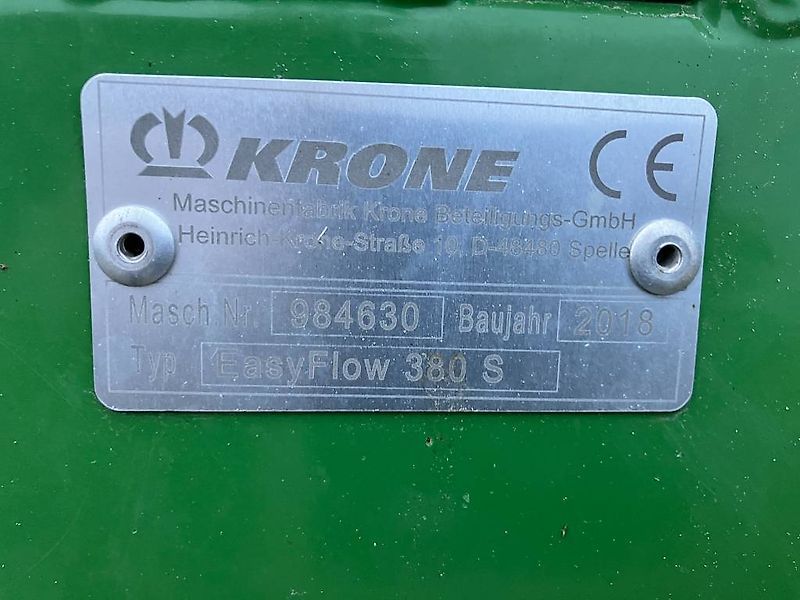 KRONE CE
Maschinenfabrik Krone Beteiligungs-GmbH
Heinrich-Krone-Straße 10, D-48480 Spelle
Masch Nr. 984630 Baujahr 2018
Typ EasyFlow 380 S